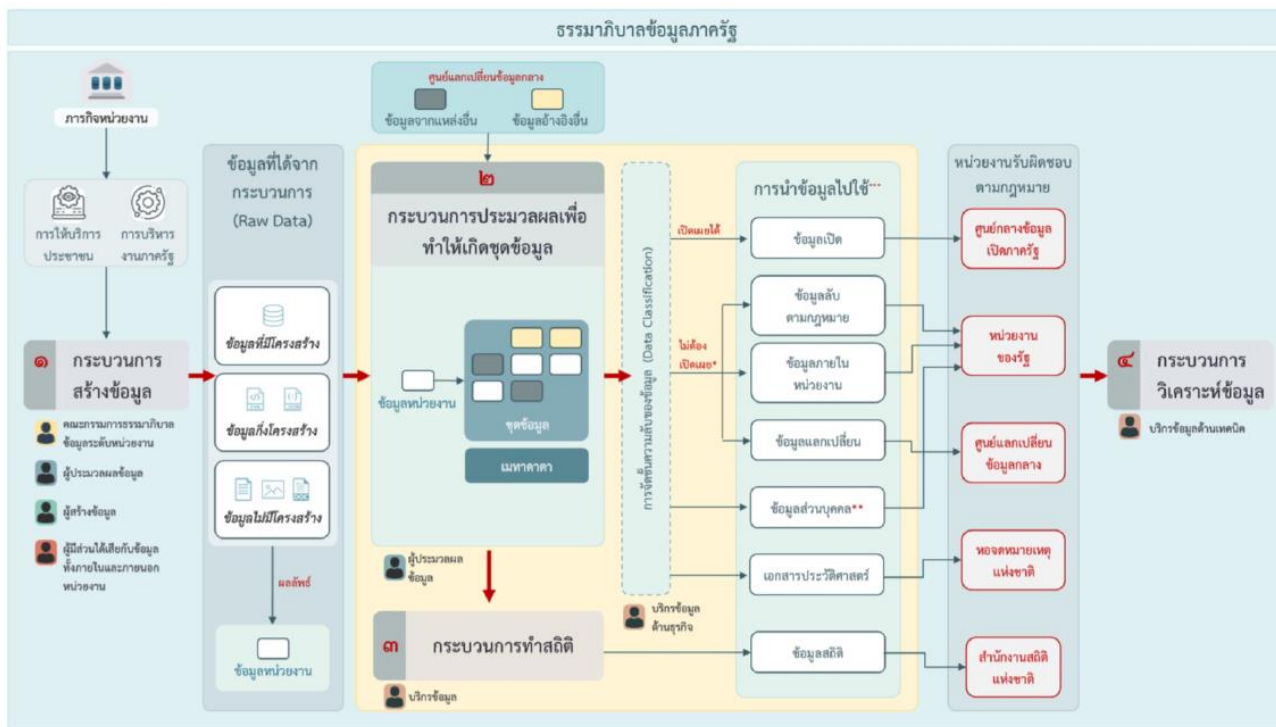 ธรรมาภิบาลข้อมูลภาครัฐ
ภารกิจหน่วยงาน
การให้บริการ
ประชาชน
การบริหาร
งานภาครัฐ
๑
กระบวนการ
สร้างข้อมูล
คณะกรรมการธรรมาภิบาล
ข้อมูลระดับหน่วยงาน
ผู้ประมวลผลข้อมูล
ผู้สร้างข้อมูล
ผู้มีส่วนได้เสียกับข้อมูล
ทั้งภายในและภายนอก
หน่วยงาน
ข้อมูลที่ได้จาก
กระบวนการ
(Raw Data)
ข้อมูลที่มีโครงสร้าง
ข้อมูลกึ่งโครงสร้าง
ข้อมูลไม่มีโครงสร้าง
ผลลัพธ์
ข้อมูลหน่วยงาน
ศูนย์แลกเปลี่ยนข้อมูลกลาง
ข้อมูลจากแหล่งอื่น
ข้อมูลอ้างอิงอื่น
๒
กระบวนการประมวลผลเพื่อ
ทำให้เกิดชุดข้อมูล
ข้อมูลหน่วยงาน
ชุดข้อมูล
เมทาดาตา
ผู้ประมวลผล
ข้อมูล
๓
กระบวนการทำสถิติ
บริกรข้อมูล
การจัดชั้นความลับของข้อมูล (Data Classification)
บริกรข้อมูล
ด้านธุรกิจ
เปิดเผยได้
ไม่ต้อง
เปิดเผย*
การนำข้อมูลไปใช้***
ข้อมูลเปิด
ข้อมูลลับ
ตามกฎหมาย
ข้อมูลภายใน
หน่วยงาน
ข้อมูลแลกเปลี่ยน
ข้อมูลส่วนบุคคล**
เอกสารประวัติศาสตร์
ข้อมูลสถิติ
หน่วยงานรับผิดชอบ
ตามกฎหมาย
ศูนย์กลางข้อมูล
เปิดภาครัฐ
หน่วยงาน
ของรัฐ
ศูนย์แลกเปลี่ยน
ข้อมูลกลาง
หอจดหมายเหตุ
แห่งชาติ
สำนักงานสถิติ
แห่งชาติ
๔
กระบวนการ
วิเคราะห์ข้อมูล
บริกรข้อมูลด้านเทคนิค